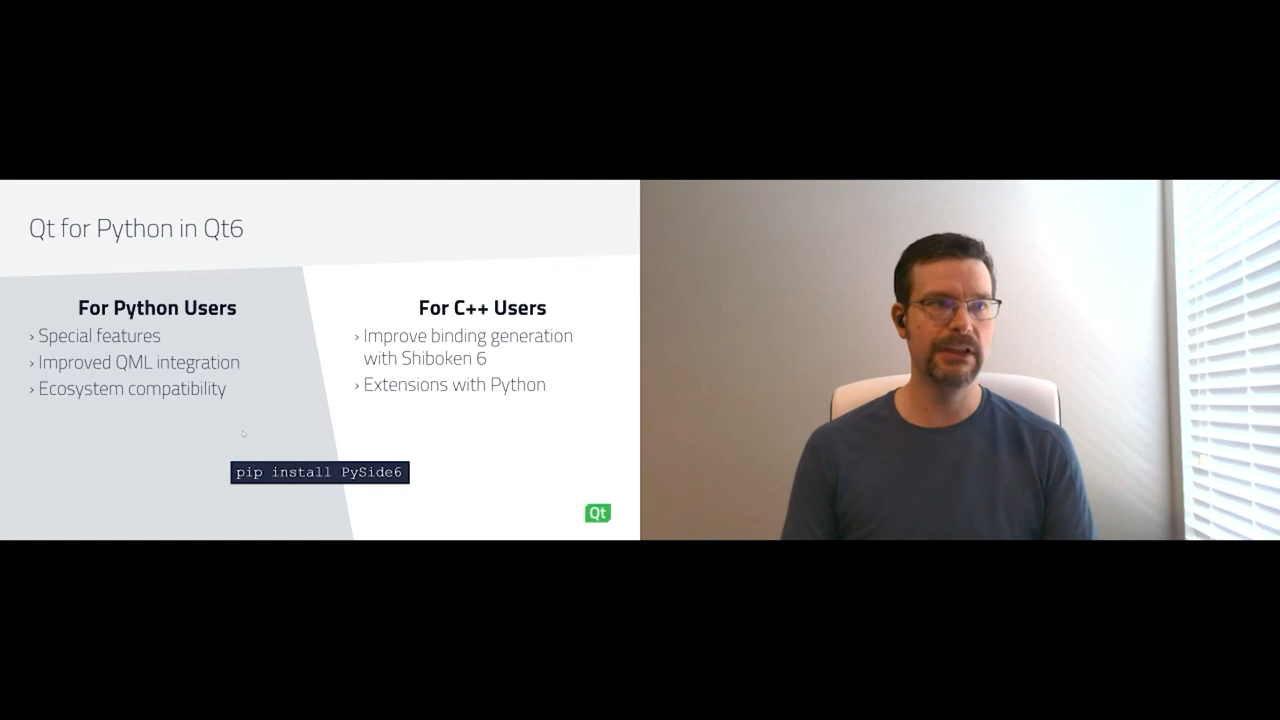 Qt for Python in Qt6
For Python Users
› Special features
› Improved QML integration
› Ecosystem compatibility
For C++ Users
› Improve binding generation
with Shiboken 6
› Extensions with Python
pip install PySide6
Qt